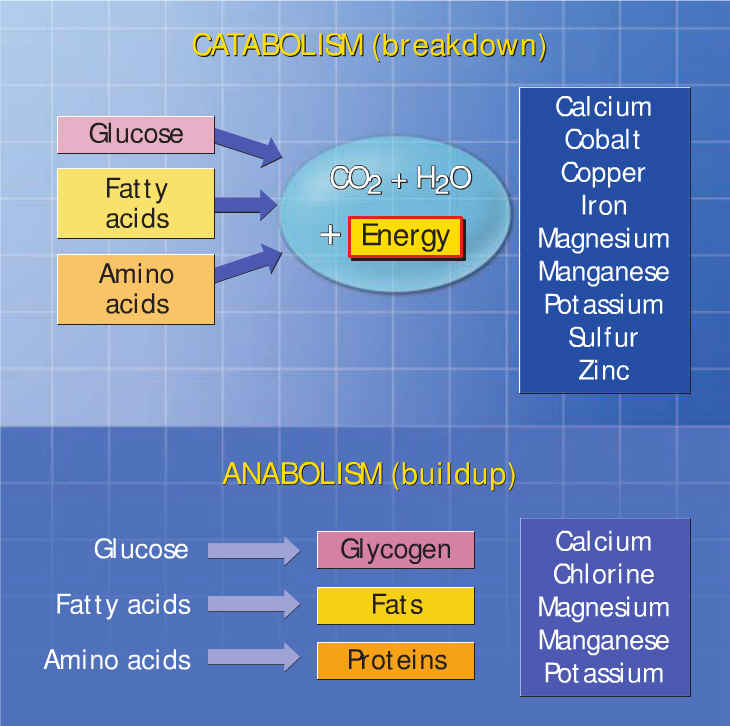 CATABOLISM (breakdown)
Glucose
Fatty
acids
Amino
acids
CO2 + H2O
+ Energy
Calcium
Cobalt
Copper
Iron
Magnesium
Manganese
Potassium
Sulfur
Zinc
ANABOLISM (buildup)
Glucose
Glycogen
Fatty acids
Fats
Amino acids
Proteins
Calcium
Chlorine
Magnesium
Manganese
Potassium